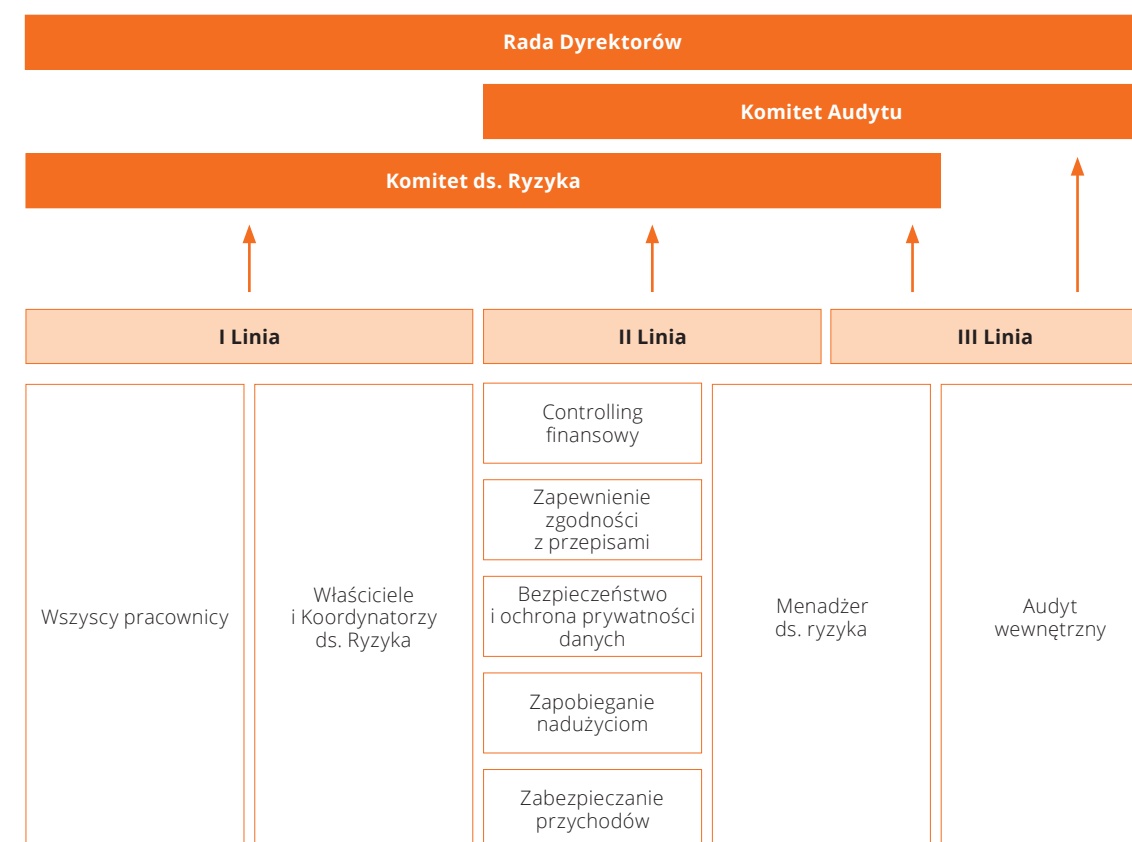 Rada Dyrektorów
Komitet Audytu
Komitet ds. Ryzyka
I Linia
II Linia
III Linia
Wszyscy pracownicy
Właściciele
i Koordynatorzy
ds. Ryzyka
Controlling
finansowy
Zapewnienie
zgodności
z przepisami
Bezpieczeństwo
i ochrona prywatności
danych
Zapobieganie
nadużyciom
Zabezpieczanie
przychodów
Menadżer
ds. ryzyka
Audyt
wewnętrzny